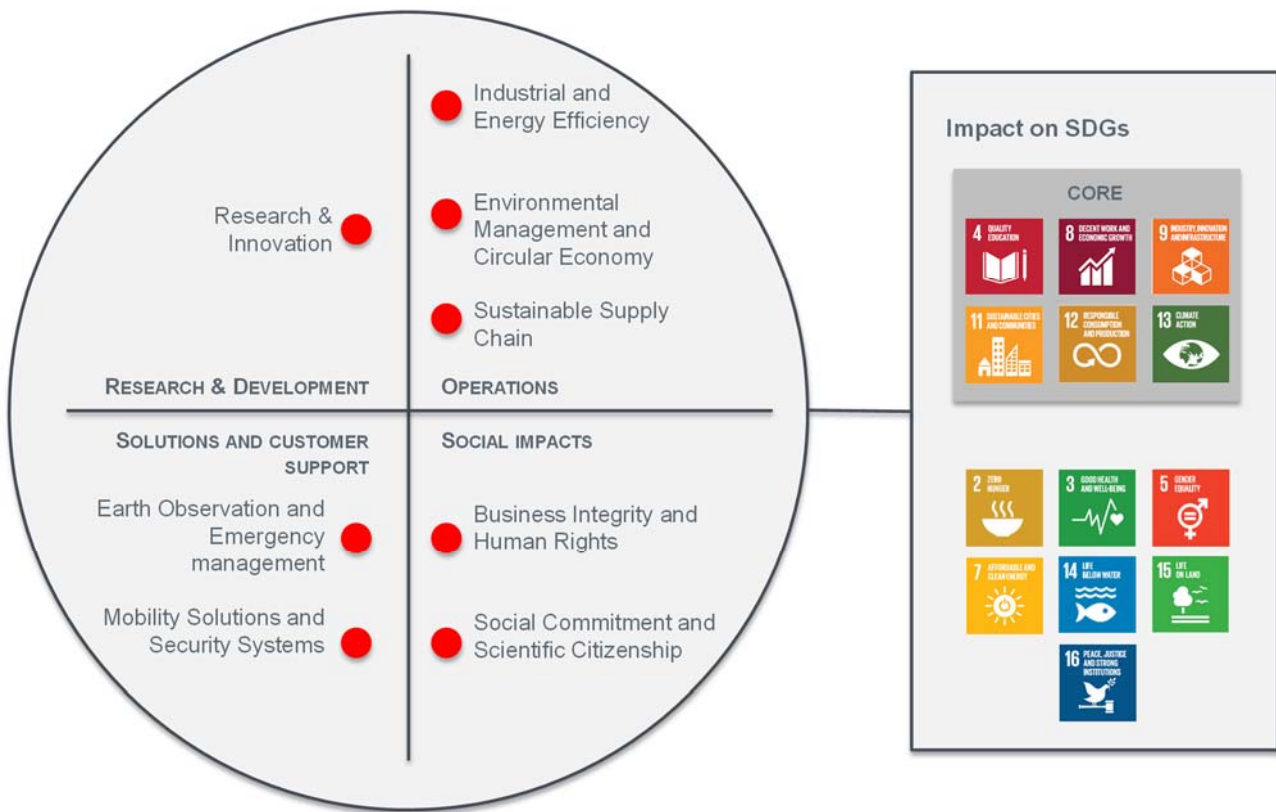 Industrial and
Energy Efficiency
Research &
Innovation
Environmental
Management and
Circular Economy
Sustainable Supply
Chain
RESEARCH & DEVELOPMENT
OPERATIONS
SOLUTIONS AND CUSTOMER
SUPPORT
SOCIAL IMPACTS
Earth Observation and
Emergency
management
Business Integrity and
Human Rights
Mobility Solutions and
Security Systems
Social Commitment and
Scientific Citizenship
Impact on SDGs
CORE
4 QUALITY
EDUCATION
8 DECENT WORK AND
ECONOMIC GROWTH
9 INDUSTRY, INNOVATION
AND INFRASTRUCTURE
11 SUSTAINABLE CITIES
AND COMMUNITIES
12 RESPONSIBLE
CONSUMPTION
AND PRODUCTION
13 CLIMATE
ACTION
2 ZERO
HUNGER
3 GOOD HEALTH
AND WELL-BEING
5 GENDER
EQUALITY
7 AFFORDABLE AND
CLEAN ENERGY
14 LIFE
BELOW WATER
15 LIFE
ON LAND
16 PEACE, JUSTICE
AND STRONG
INSTITUTIONS